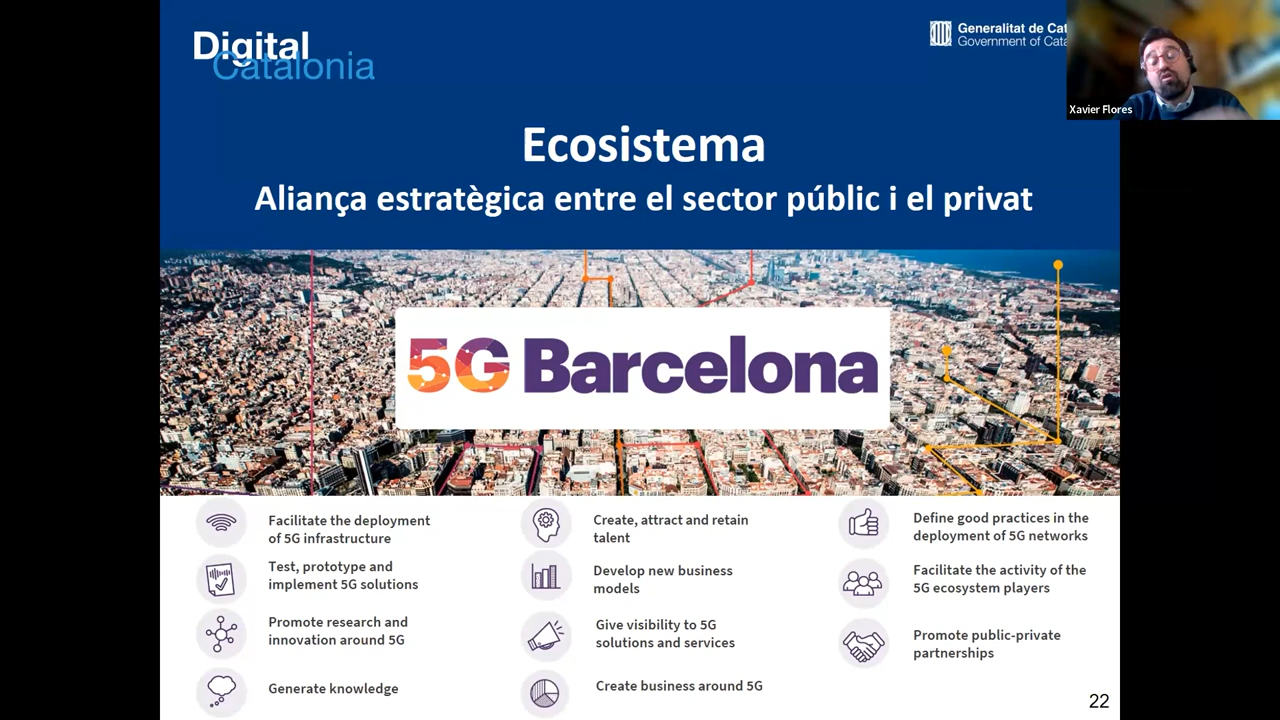 Digital
Catalonia
Generalitat de Cat
Government of Cata
Xavier Flores
Ecosistema
Aliança estratègica entre el sector públic i el privat
5G Barcelona
Facilitate the deployment
of 5G infrastructure
Test, prototype and
implement 5G solutions
Promote research and
innovation around 5G
Generate knowledge
Create, attract and retain
talent
Develop new business
models
Give visibility to 5G
solutions and services
Create business around 5G
Define good practices in the
deployment of 5G networks
Facilitate the activity of the
5G ecosystem players
Promote public-private
partnerships
22